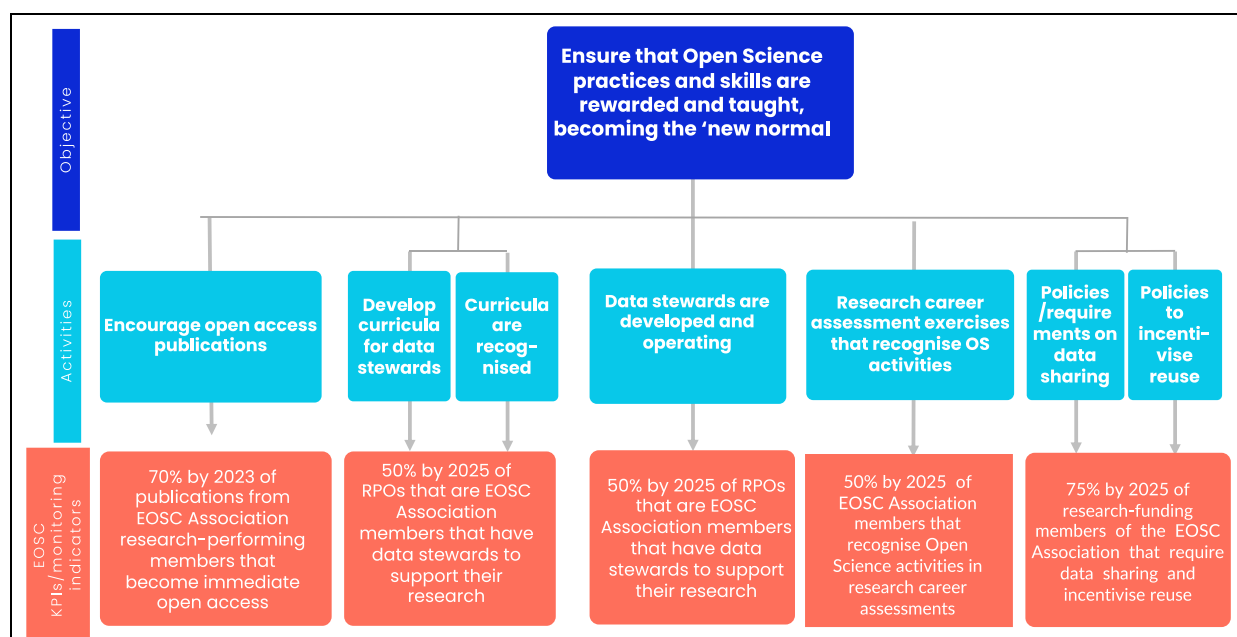 Objective
Ensure that Open Science
practices and skills are
rewarded and taught,
becoming the ‘new normal
Activities
Encourage open access
publications
Develop
curricula
for data
stewards
Curricula
are
recog-
nised
Data stewards are
developed and
operating
Research career
assessment exercises
that recognise OS
activities
Policies
/require
ments on
data
sharing
Policies
to
incenti-
vise
reuse
EOSC
KPIs/monitoring
indicators
70% by 2023 of
publications from
EOSC Association
research-performing
members that
become immediate
open access
50% by 2025 of
RPOs that are EOSC
Association
members that have
data stewards to
support their
research
50% by 2025 of RPOs
that are EOSC
Association members
that have data
stewards to support
their research
50% by 2025 of
EOSC Association
members that
recognise Open
Science activities in
research career
assessments
75% by 2025 of
research-funding
members of the EOSC
Association that require
data sharing and
incentivise reuse